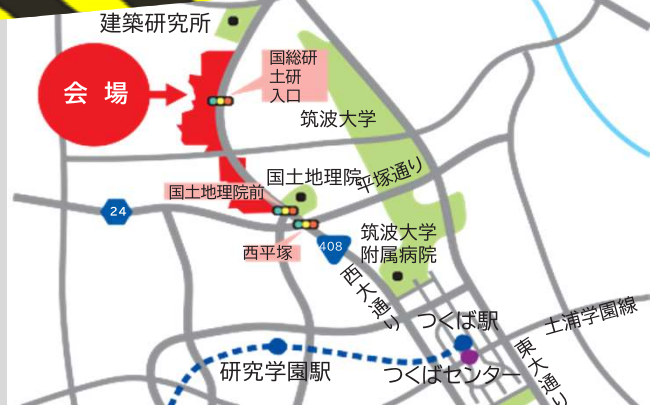 建築研究所
会場
国総研
土研
入口
筑波大学
国土地理院
平塚通り
国土地理院前
24
西平塚
408
筑波大学
附属病院
西大通り
つくば駅
土浦学園線
研究学園駅
つくばセンター
東大通り